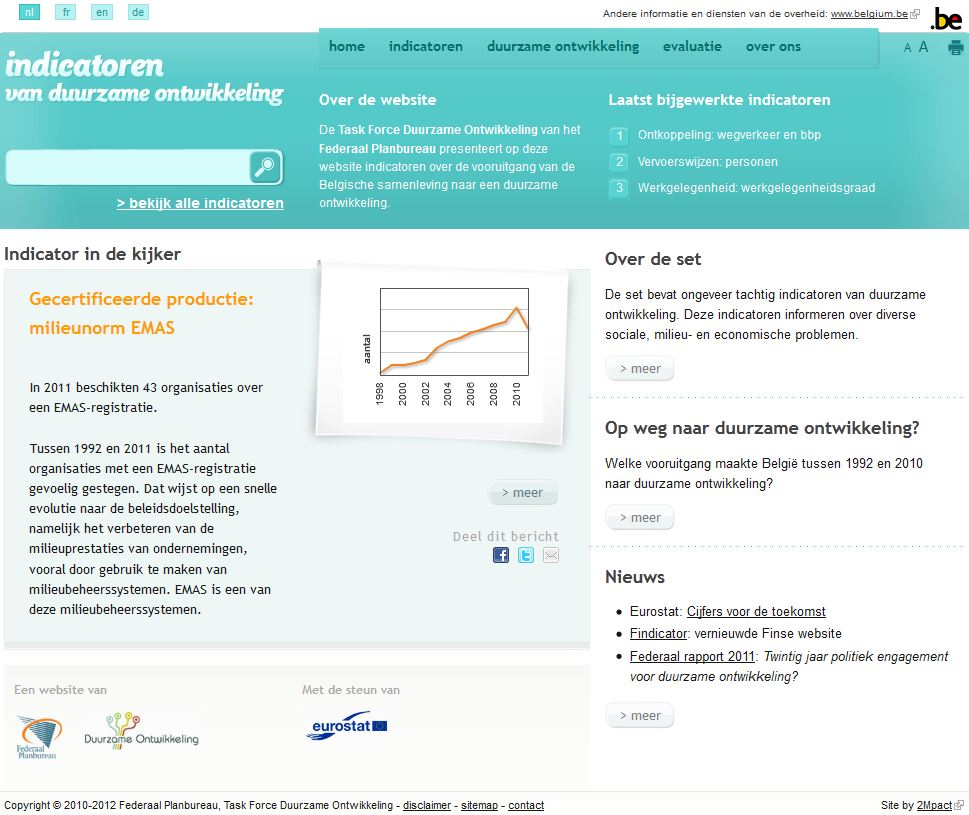 nl fr en de
Andere informatie en diensten van de overheid: www.belgium.be
.be
home indicatoren duurzame ontwikkeling evaluatie over ons
A A
indicatoren
van duurzame ontwikkeling
> bekijk alle indicatoren
Over de website
De Task Force Duurzame Ontwikkeling van het
Federaal Planbureau presenteert op deze
website indicatoren over de vooruitgang van de
Belgische samenleving naar een duurzame
ontwikkeling.
Laatst bijgewerkte indicatoren
1 Ontkoppeling: wegverkeer en bbp
2 Vervoerswijzen: personen
3 Werkgelegenheid: werkgelegenheidsgraad
Indicator in de kijker
Gecertificeerde productie:
milieunorm EMAS
In 2011 beschikten 43 organisaties over
een EMAS-registratie.
Tussen 1992 en 2011 is het aantal
organisaties met een EMAS-registratie
gevoelig gestegen. Dat wijst op een snelle
evolutie naar de beleidsdoelstelling,
namelijk het verbeteren van de
milieuprestaties van ondernemingen,
vooral door gebruik te maken van
milieubeheerssystemen. EMAS is een van
deze milieubeheerssystemen.
aantal
1998 2000 2002 2004 2006 2008 2010
> meer
Deel dit bericht
Over de set
De set bevat ongeveer tachtig indicatoren van duurzame
ontwikkeling. Deze indicatoren informeren over diverse
sociale, milieu- en economische problemen.
> meer
Op weg naar duurzame ontwikkeling?
Welke vooruitgang maakte België tussen 1992 en 2010
naar duurzame ontwikkeling?
> meer
Nieuws
Eurostat: Cijfers voor de toekomst
Findicator: vernieuwde Finse website
Federaal rapport 2011: Twintig jaar politiek engagement
voor duurzame ontwikkeling?
> meer
Een website van
Federaal
Planbureau
Duurzame Ontwikkeling
Met de steun van
eurostat
Copyright © 2010-2012 Federaal Planbureau, Task Force Duurzame Ontwikkeling - disclaimer - sitemap - contact
Site by 2Mpact